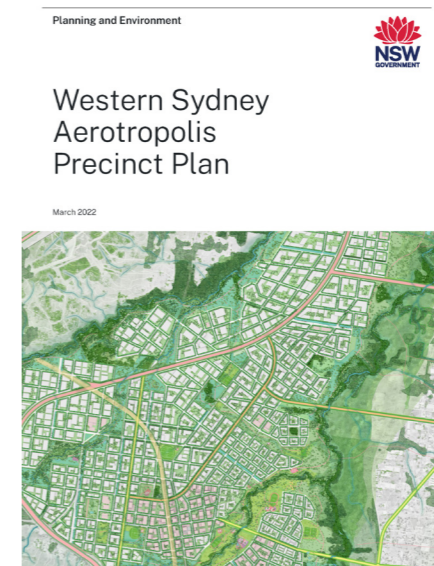 Planning and Environment
NSW
GOVERNMENT
Western Sydney
Aerotropolis
Precinct Plan
March 2022